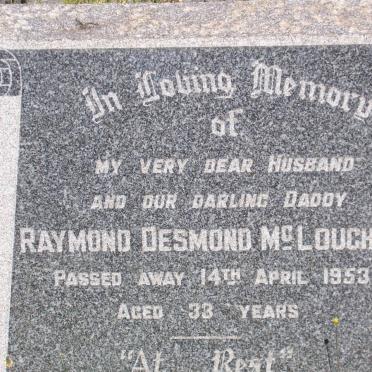 In Loving Memory
of
MY VERY DEAR HUSBAND
AND OUR DARLING DADDY
RAYMOND DESMOND McLOUCH
PASSED AWAY 14TH APRIL 1953
AGED 33 YEARS
"At Rest"